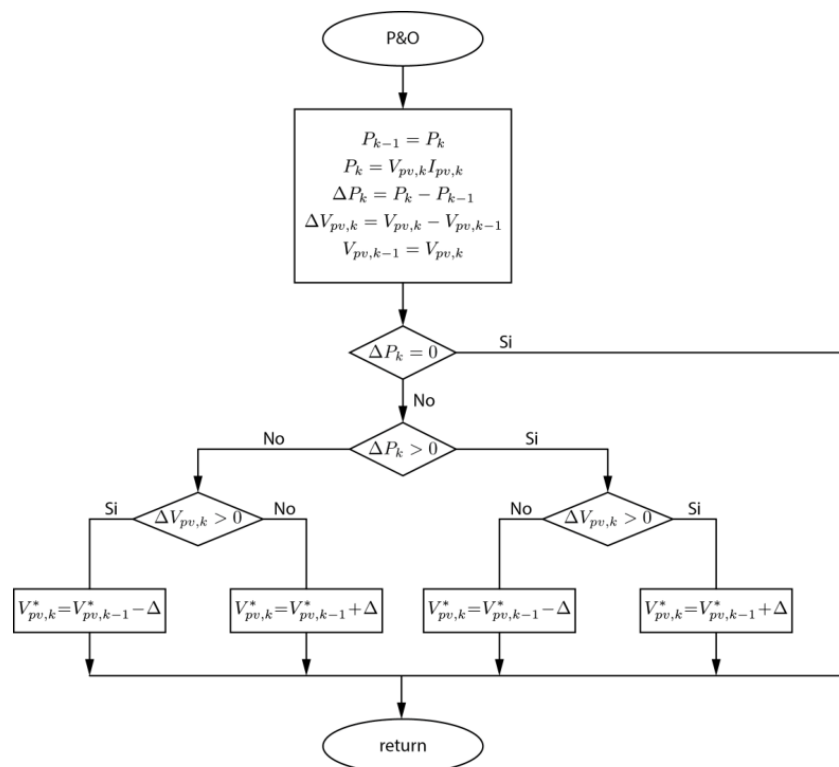 P&O
P_{k-1} = P_k
P_k = V_{pv,k}I_{pv,k}
ΔP_k = P_k − P_{k-1}
ΔV_{pv,k} = V_{pv,k} − V_{pv,k-1}
V_{pv,k-1} = V_{pv,k}
ΔP_k = 0
Si
No
ΔP_k > 0
No
Si
ΔV_{pv,k} > 0
Si
No
ΔV_{pv,k} > 0
No
Si
V*_{pv,k}=V*_{pv,k-1}−Δ
V*_{pv,k}=V*_{pv,k-1}+Δ
V*_{pv,k}=V*_{pv,k-1}−Δ
V*_{pv,k}=V*_{pv,k-1}+Δ
return